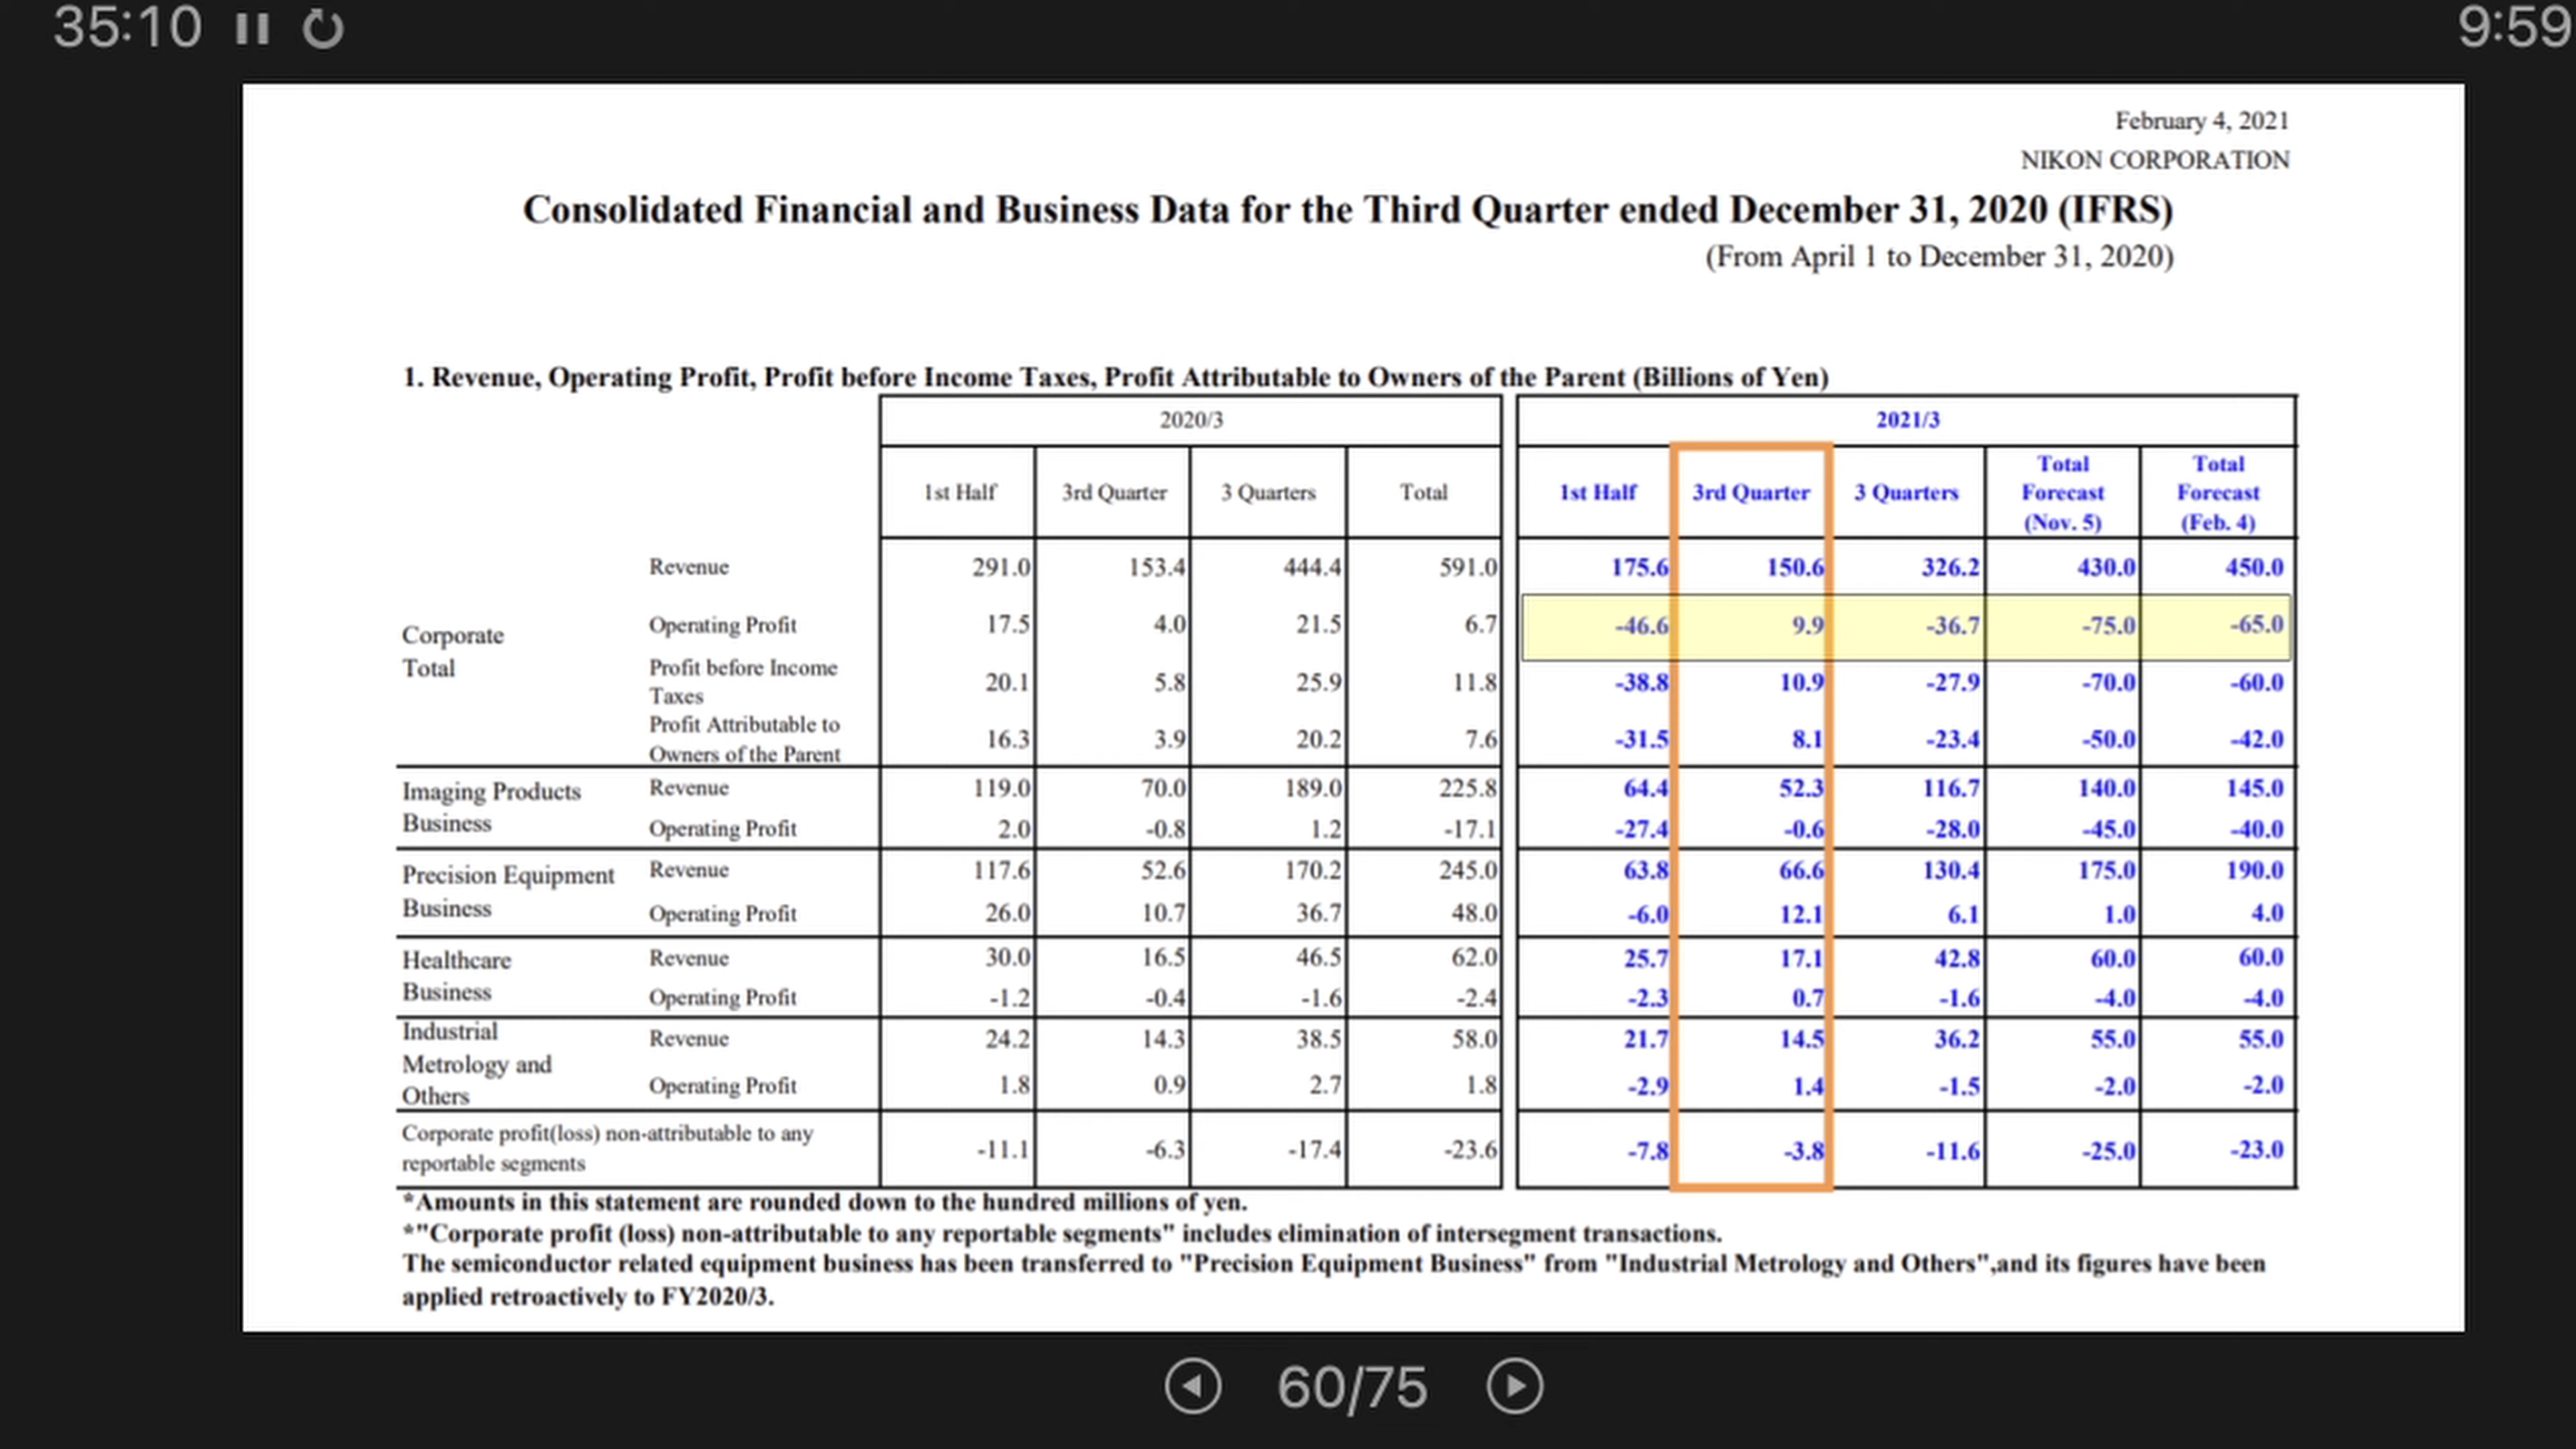 35:10
9:59
February 4, 2021
NIKON CORPORATION
Consolidated Financial and Business Data for the Third Quarter ended December 31, 2020 (IFRS)
(From April 1 to December 31, 2020)
1. Revenue, Operating Profit, Profit before Income Taxes, Profit Attributable to Owners of the Parent (Billions of Yen)
2020/3 2021/3
1st Half 3rd Quarter 3 Quarters Total 1st Half 3rd Quarter 3 Quarters Total Forecast (Nov. 5) Total Forecast (Feb. 4)
Corporate Total
Revenue 291.0 153.4 444.4 591.0 175.6 150.6 326.2 430.0 450.0
Operating Profit 17.5 4.0 21.5 6.7 -46.6 9.9 -36.7 -75.0 -65.0
Profit before Income Taxes 20.1 5.8 25.9 11.8 -38.8 10.9 -27.9 -70.0 -60.0
Profit Attributable to Owners of the Parent 16.3 3.9 20.2 7.6 -31.5 8.1 -23.4 -50.0 -42.0
Imaging Products Business
Revenue 119.0 70.0 189.0 225.8 64.4 52.3 116.7 140.0 145.0
Operating Profit 2.0 -0.8 1.2 -17.1 -27.4 -0.6 -28.0 -45.0 -40.0
Precision Equipment Business
Revenue 117.6 52.6 170.2 245.0 63.8 66.6 130.4 175.0 190.0
Operating Profit 26.0 10.7 36.7 48.0 -6.0 12.1 6.1 1.0 4.0
Healthcare Business
Revenue 30.0 16.5 46.5 62.0 25.7 17.1 42.8 60.0 60.0
Operating Profit -1.2 -0.4 -1.6 -2.4 -2.3 0.7 -1.6 -4.0 -4.0
Industrial Metrology and Others
Revenue 24.2 14.3 38.5 58.0 21.7 14.5 36.2 55.0 55.0
Operating Profit 1.8 0.9 2.7 1.8 -2.9 1.4 -1.5 -2.0 -2.0
Corporate profit(loss) non-attributable to any reportable segments -11.1 -6.3 -17.4 -23.6 -7.8 -3.8 -11.6 -25.0 -23.0
*Amounts in this statement are rounded down to the hundred millions of yen.
*"Corporate profit (loss) non-attributable to any reportable segments" includes elimination of intersegment transactions.
The semiconductor related equipment business has been transferred to "Precision Equipment Business" from "Industrial Metrology and Others",and its figures have been
applied retroactively to FY2020/3.
60/75